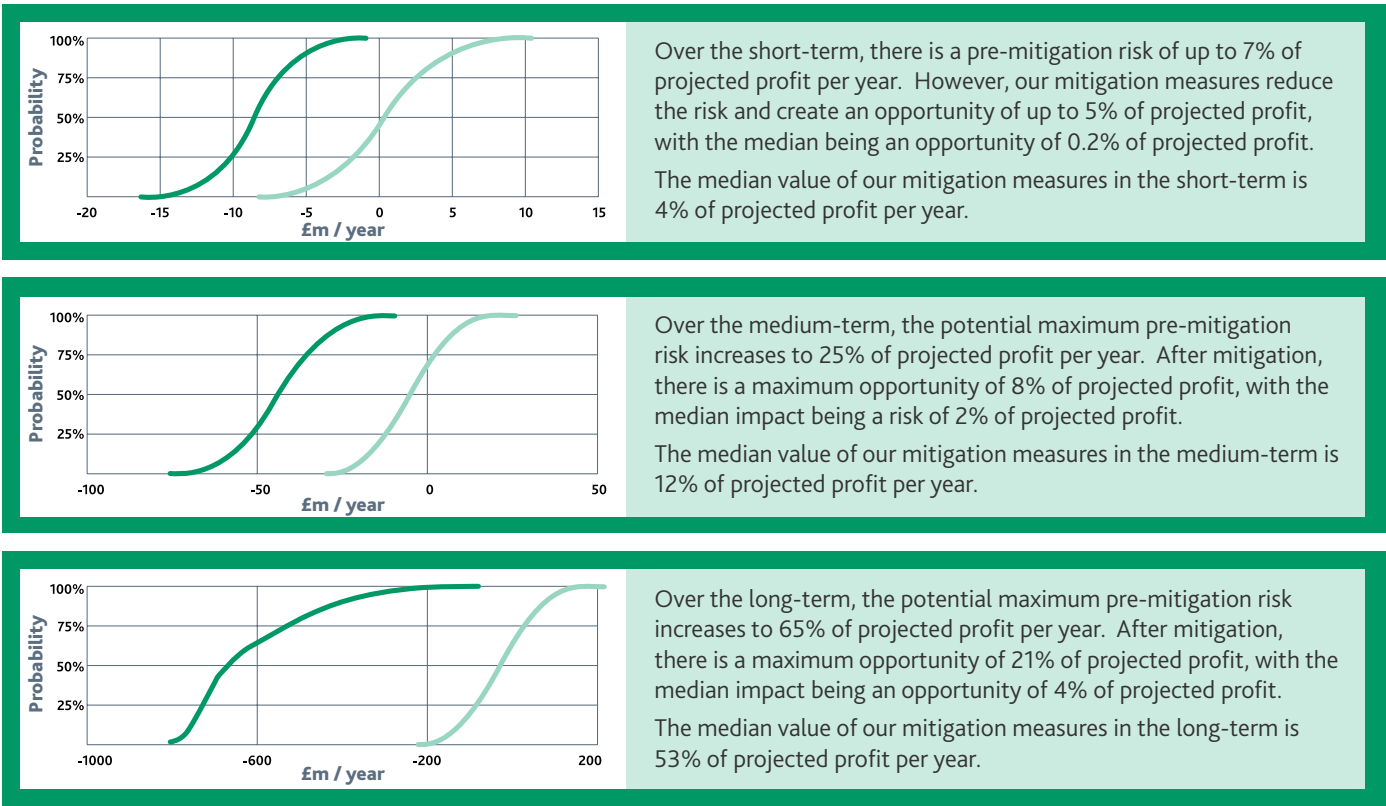 100%
75%
50%
25%
Probability
-20 -15 -10 -5 0 5 10 15
£m / year
Over the short-term, there is a pre-mitigation risk of up to 7% of
projected profit per year. However, our mitigation measures reduce
the risk and create an opportunity of up to 5% of projected profit,
with the median being an opportunity of 0.2% of projected profit.
The median value of our mitigation measures in the short-term is
4% of projected profit per year.
100%
75%
50%
25%
Probability
-100 -50 0 50
£m / year
Over the medium-term, the potential maximum pre-mitigation
risk increases to 25% of projected profit per year. After mitigation,
there is a maximum opportunity of 8% of projected profit, with the
median impact being a risk of 2% of projected profit.
The median value of our mitigation measures in the medium-term is
12% of projected profit per year.
100%
75%
50%
25%
Probability
-1000 -600 -200 200
£m / year
Over the long-term, the potential maximum pre-mitigation risk
increases to 65% of projected profit per year. After mitigation,
there is a maximum opportunity of 21% of projected profit, with the
median impact being an opportunity of 4% of projected profit.
The median value of our mitigation measures in the long-term is
53% of projected profit per year.